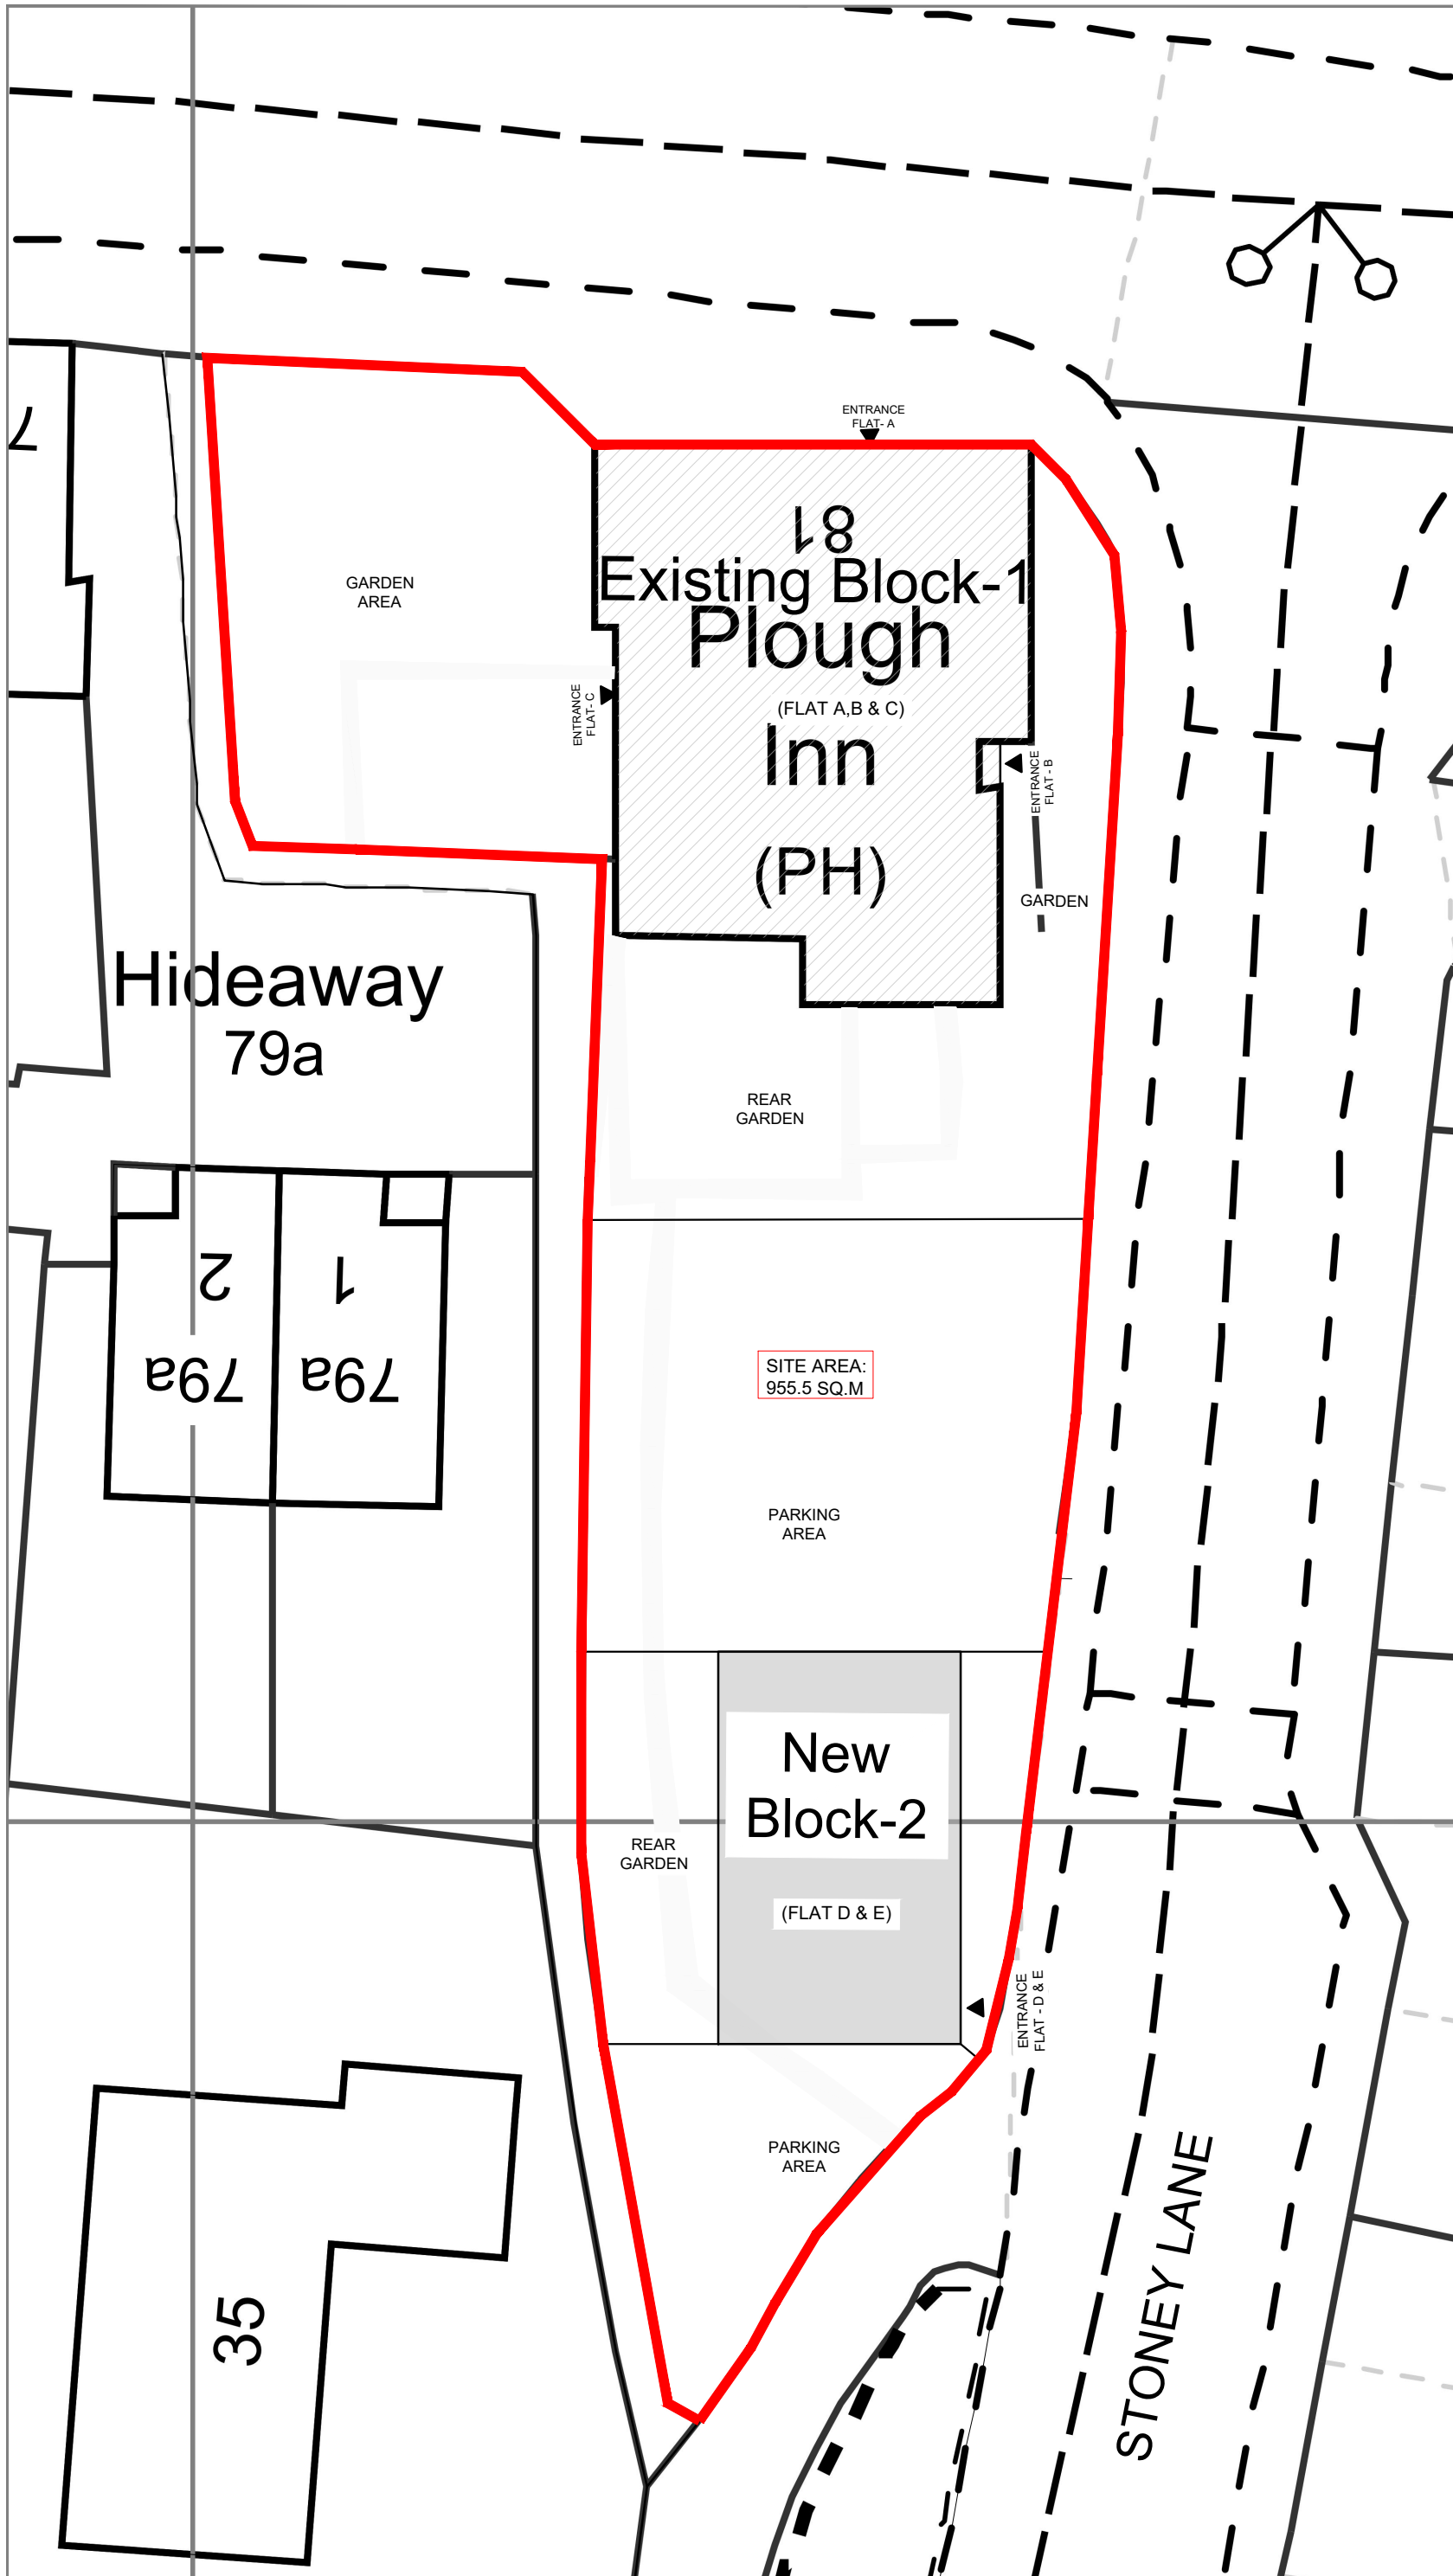 ENTRANCE
FLAT- A
7
81
Existing Block-1
Plough
(FLAT A,B & C)
Inn
(PH)
GARDEN
AREA
ENTRANCE
FLAT- C
ENTRANCE
FLAT - B
GARDEN
Hideaway
79a
REAR
GARDEN
2
79a
1
79a
SITE AREA:
955.5 SQ.M
PARKING
AREA
New
Block-2
REAR
GARDEN
(FLAT D & E)
ENTRANCE
FLAT - D & E
PARKING
AREA
STONEY LANE
35